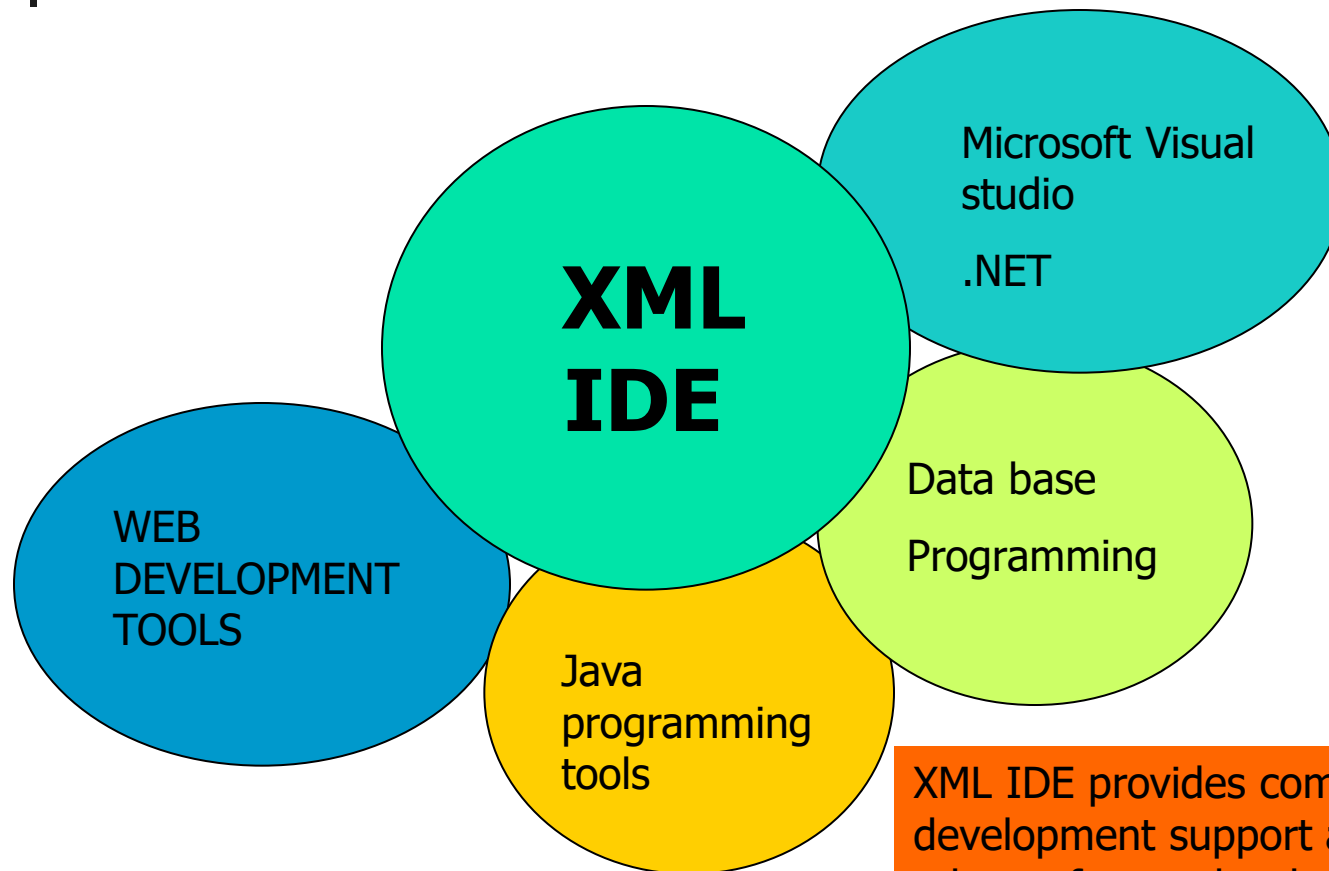 XML
IDE
Microsoft Visual
studio
.NET
Data base
Programming
WEB
DEVELOPMENT
TOOLS
Java
programming
tools
XML IDE provides
development support